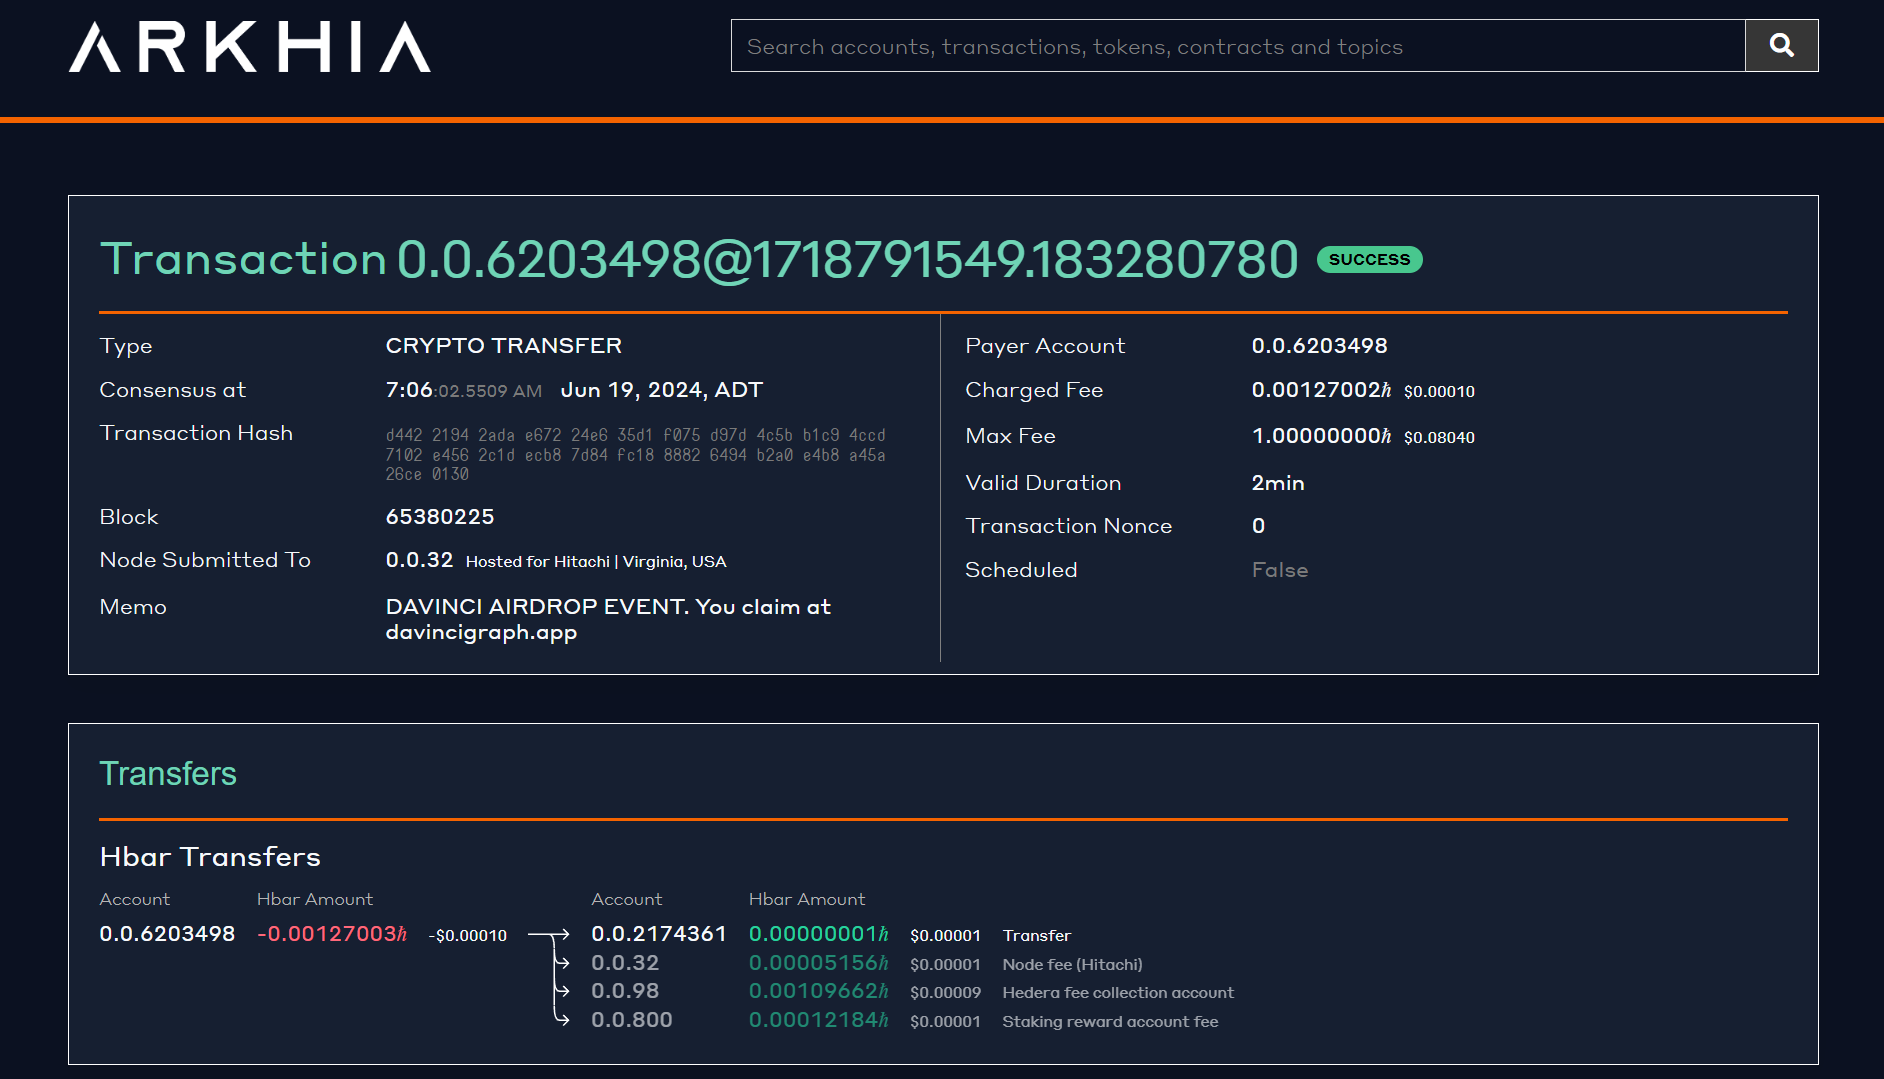 ARKHIA
Search accounts, transactions, tokens, contracts and topics
Transaction 0.0.6203498@1718791549.183280780 SUCCESS
Type CRYPTO TRANSFER
Consensus at 7:06:02.5509 AM Jun 19, 2024, ADT
Transaction Hash d442 2194 2ada e672 24e6 35d1 f075 d97d 4c5b b1c9 4ccd
7102 e456 2c1d ecb8 7d84 fc18 8882 6494 b2a0 e4b8 a45a
26ce 0130
Block 65380225
Node Submitted To 0.0.32 Hosted for Hitachi | Virginia, USA
Memo DAVINCI AIRDROP EVENT. You claim at
davincigraph.app
Payer Account 0.0.6203498
Charged Fee 0.00127002ℏ $0.00010
Max Fee 1.00000000ℏ $0.08040
Valid Duration 2min
Transaction Nonce 0
Scheduled False
Transfers
Hbar Transfers
Account Hbar Amount Account Hbar Amount
0.0.6203498 -0.00127003ℏ -$0.00010 0.0.2174361 0.00000001ℏ $0.00001 Transfer
0.0.32 0.00005156ℏ $0.00001 Node fee (Hitachi)
0.0.98 0.00109662ℏ $0.00009 Hedera fee collection account
0.0.800 0.00012184ℏ $0.00001 Staking reward account fee